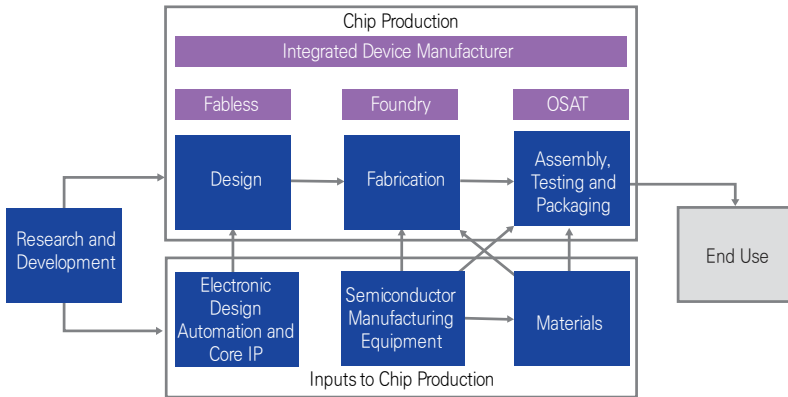 Chip Production
Integrated Device Manufacturer
Fabless
Foundry
OSAT
Design
Fabrication
Assembly,
Testing and
Packaging
Research and
Development
End Use
Electronic
Design
Automation and
Core IP
Semiconductor
Manufacturing
Equipment
Materials
Inputs to Chip Production